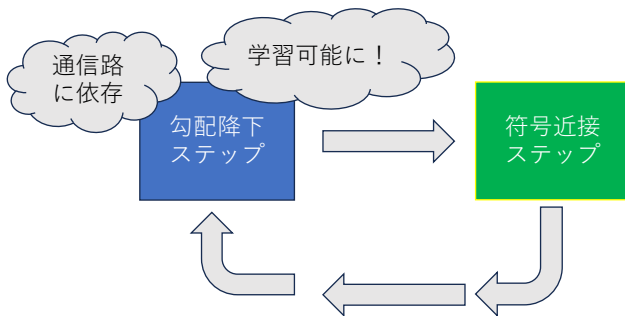 通信路
に依存
学習可能に！
勾配降下
ステップ
符号近接
ステップ